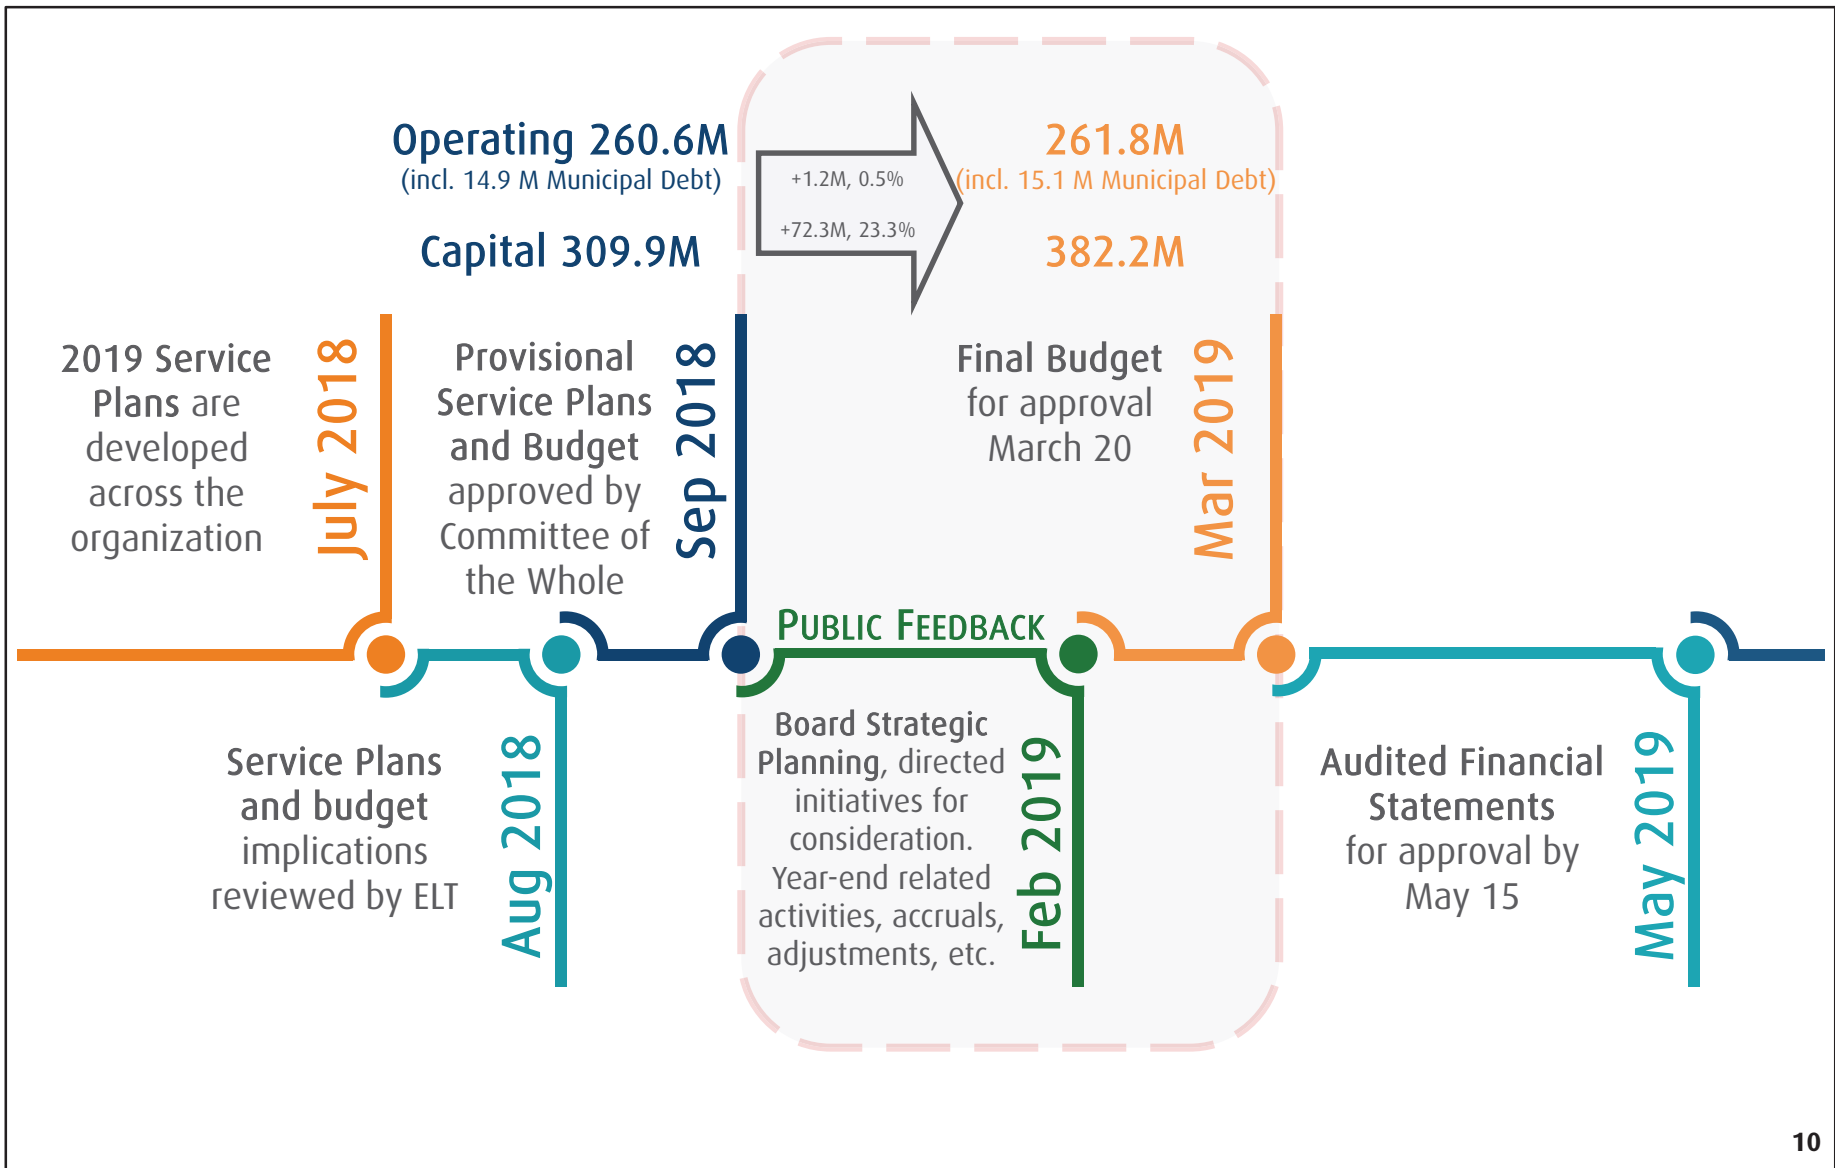 Operating 260.6M
(incl. 14.9 M Municipal Debt)
Capital 309.9M
+1.2M, 0.5%
+72.3M, 23.3%
261.8M
(incl. 15.1 M Municipal Debt)
382.2M
2019 Service
Plans are
developed
across the
organization
July 2018
Provisional
Service Plans
and Budget
approved by
Committee of
the Whole
Sep 2018
Final Budget
for approval
March 20
Mar 2019
PUBLIC FEEDBACK
Service Plans
and budget
implications
reviewed by ELT
Aug 2018
Board Strategic
Planning, directed
initiatives for
consideration.
Year-end related
activities, accruals,
adjustments, etc.
Feb 2019
Audited Financial
Statements
for approval by
May 15
May 2019
10